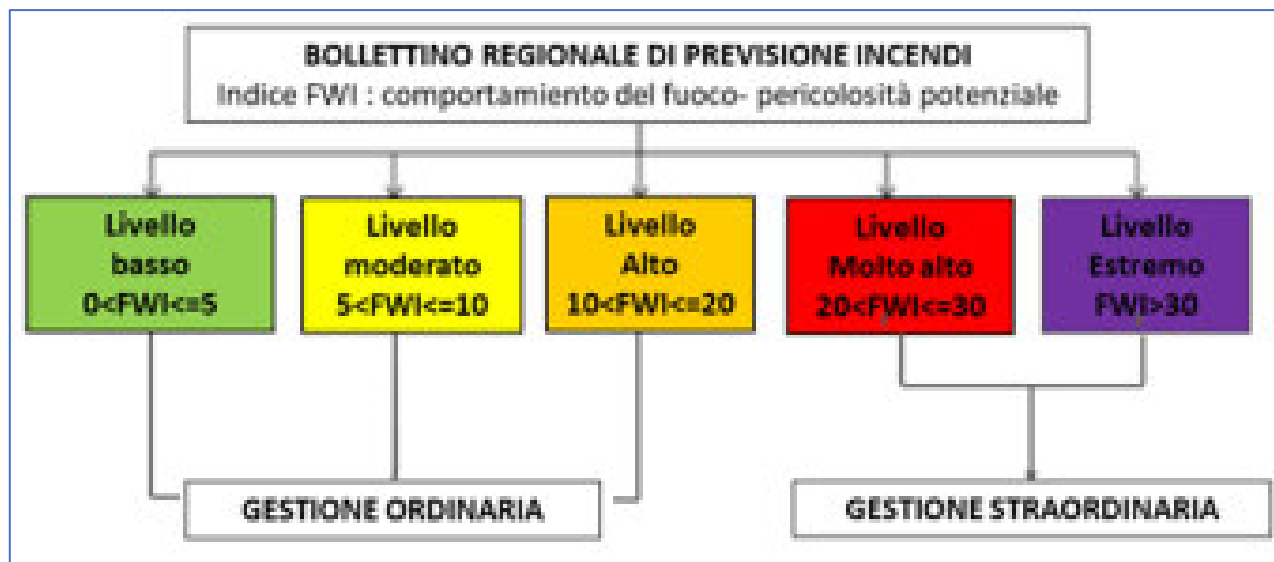 BOLLETTINO REGIONALE DI PREVISIONE INCENDI
Indice FWI : comportamiento del fuoco- pericolosità potenziale
Livello
basso
0<FWI<=5
Livello
moderato
5<FWI<=10
Livello
Alto
10<FWI<=20
Livello
Molto alto
20<FWI<=30
Livello
Estremo
FWI>30
GESTIONE ORDINARIA
GESTIONE STRAORDINARIA